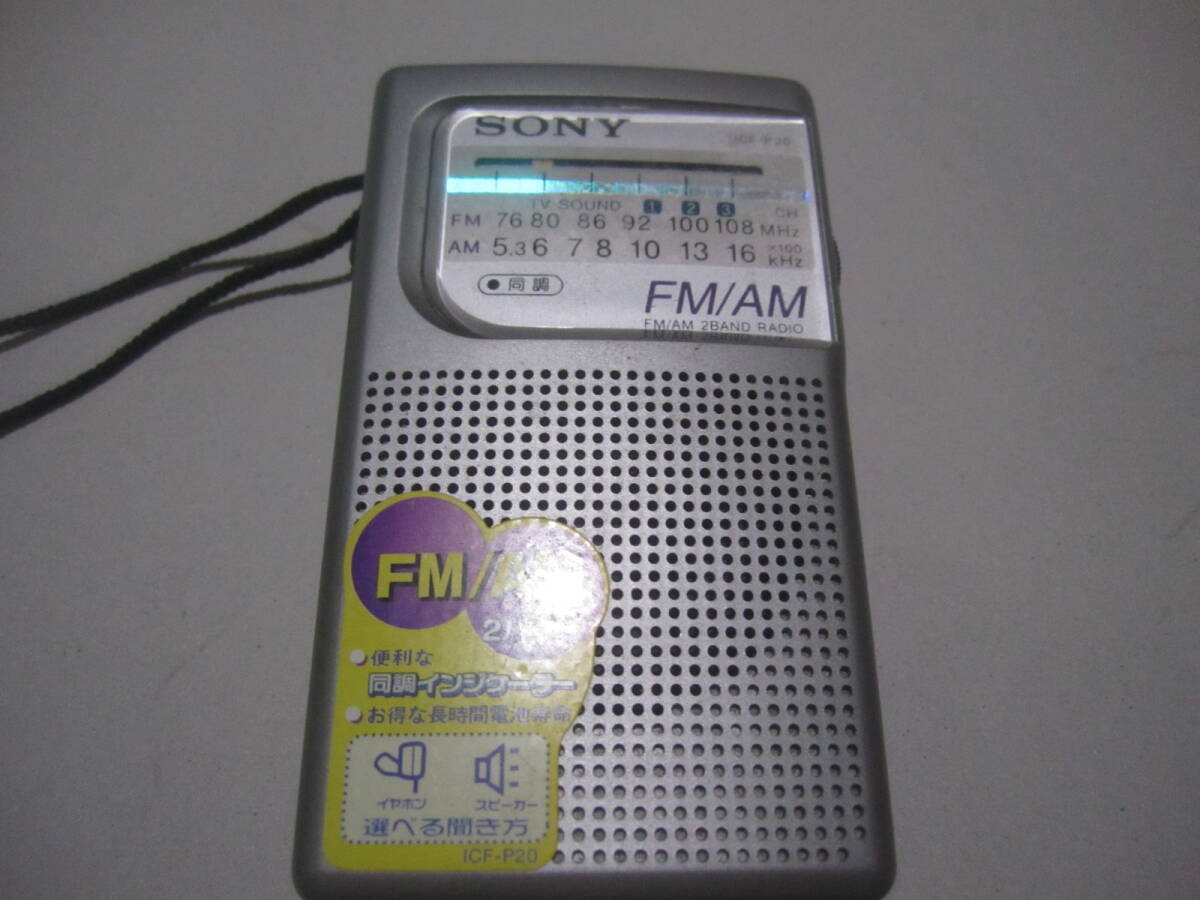 SONY
ICF-P20
TV SOUND 1 2 3 CH
FM 76 80 86 92 100 108 MHz
AM 5.3 6 7 8 10 13 16 ×100 kHz
同調
FM/AM
FM/AM 2BAND RADIO
FM/
便利な
同調インジケーター
お得な長時間電池寿命
イヤホン スピーカー
選べる聞き方
ICF-P20